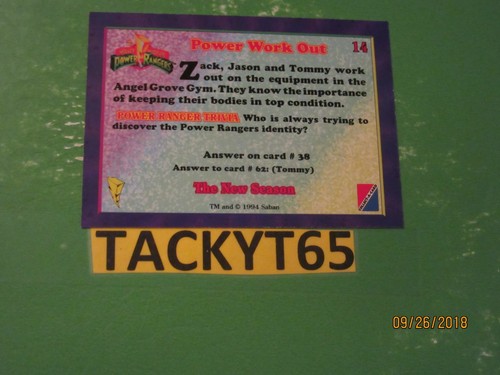 POWER RANGERS
Power Work Out
14
Zack, Jason and Tommy work
out on the equipment in the
Angel Grove Gym. They know the importance
of keeping their bodies in top condition.
POWER RANGER TRIVIA Who is always trying to
discover the Power Rangers identity?
Answer on card # 38
Answer to card # 62: (Tommy)
The New Season
TM and © 1994 Saban
TACKYT65
09/26/2018